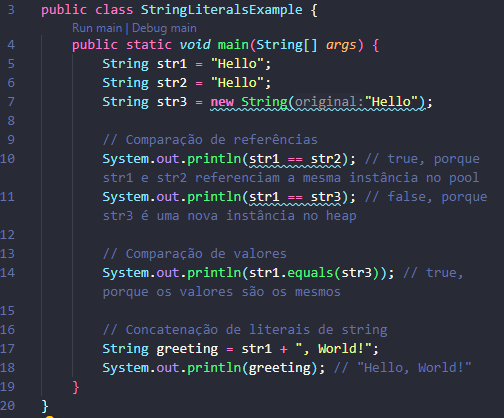 3 public class StringLiteralsExample {
Run main | Debug main
4 public static void main(String[] args) {
5 String str1 = "Hello";
6 String str2 = "Hello";
7 String str3 = new String(original:"Hello");
8
9 // Comparação de referências
10 System.out.println(str1 == str2); // true, porque
str1 e str2 referenciam a mesma instância no pool
11 System.out.println(str1 == str3); // false, porque
str3 é uma nova instância no heap
12
13 // Comparação de valores
14 System.out.println(str1.equals(str3)); // true,
porque os valores são os mesmos
15
16 // Concatenação de literais de string
17 String greeting = str1 + ", World!";
18 System.out.println(greeting); // "Hello, World!"
19 }
20 }